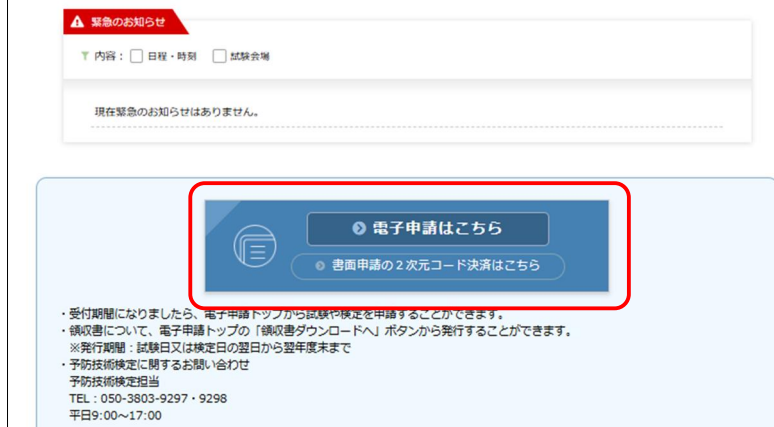 緊急のお知らせ
内容: 日程・時刻 試験会場
現在緊急のお知らせはありません。
電子申請はこちら
書面申請の2次元コード決済はこちら
・受付期間になりましたら、電子申請トップから試験や検定を申請することができます。
・領収書について、電子申請トップの「領収書ダウンロードへ」ボタンから発行することができます。
※発行期間：試験日又は検定日の翌日から翌年度末まで
・予防技術検定に関するお問い合わせ
予防技術検定担当
TEL：050-3803-9297・9298
平日9:00～17:00